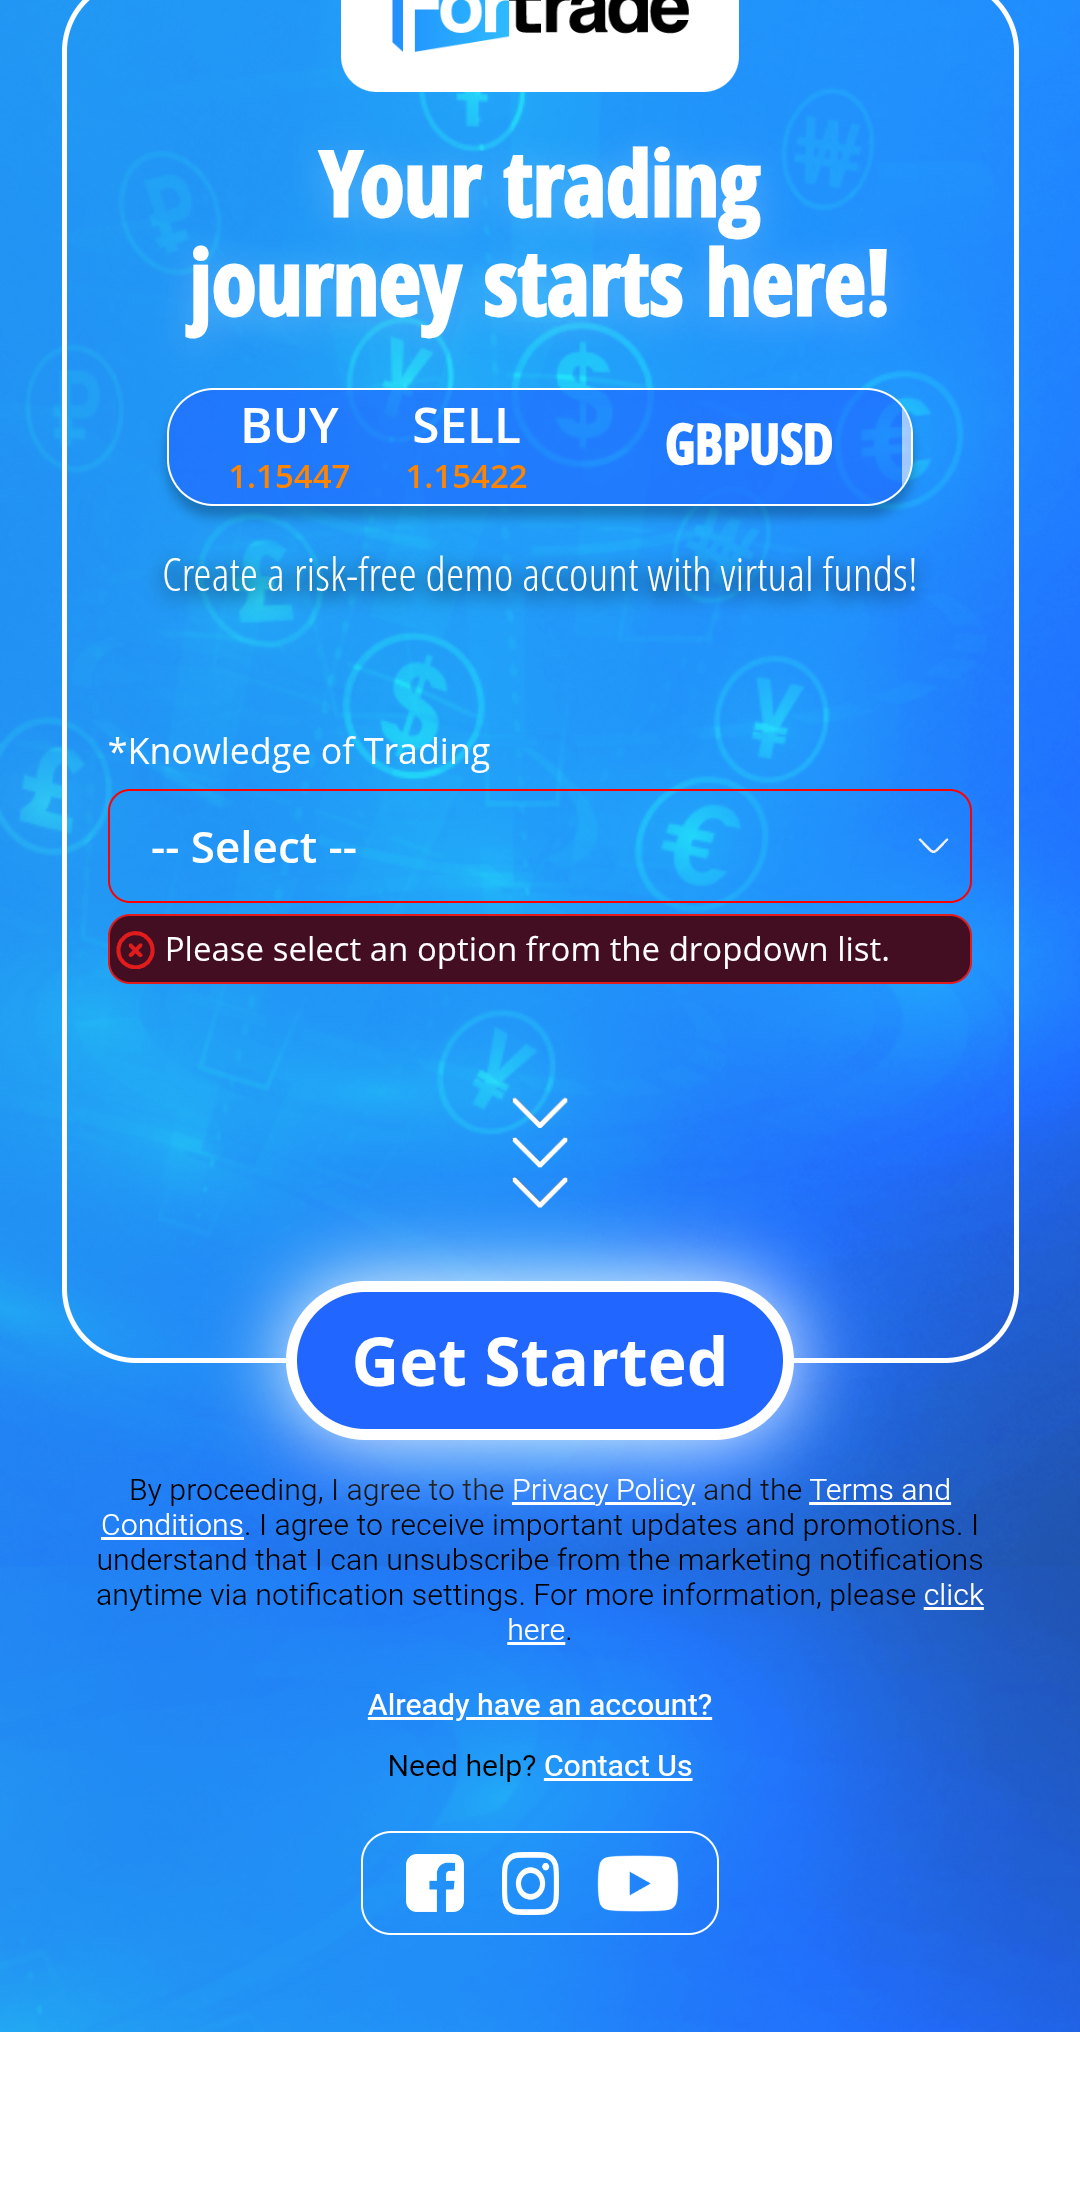 Fortrade
Your trading
journey starts here!
BUY SELL GBPUSD
1.15447 1.15422
Create a risk-free demo account with virtual funds!
*Knowledge of Trading
-- Select --
Please select an option from the dropdown list.
Get Started
By proceeding, I agree to the Privacy Policy and the Terms and
Conditions. I agree to receive important updates and promotions. I
understand that I can unsubscribe from the marketing notifications
anytime via notification settings. For more information, please click
here.
Already have an account?
Need help? Contact Us